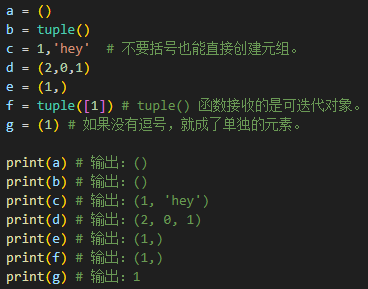 a = ()
b = tuple()
c = 1,'hey'  # 不要括号也能直接创建元组。
d = (2,0,1)
e = (1,)
f = tuple([1]) # tuple() 函数接收的是可迭代对象。
g = (1) # 如果没有逗号，就成了单独的元素。
print(a) # 输出：()
print(b) # 输出：()
print(c) # 输出：(1, 'hey')
print(d) # 输出：(2, 0, 1)
print(e) # 输出：(1,)
print(f) # 输出：(1,)
print(g) # 输出：1